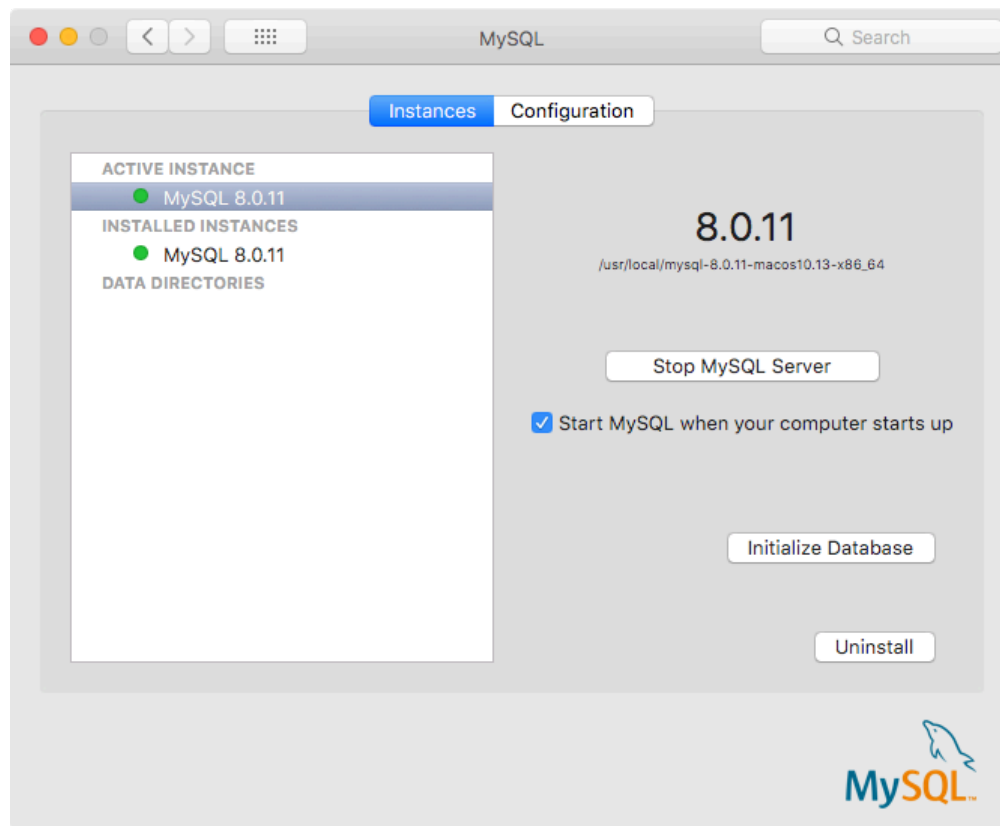 MySQL
Search
Instances
Configuration
ACTIVE INSTANCE
MySQL 8.0.11
INSTALLED INSTANCES
MySQL 8.0.11
DATA DIRECTORIES
8.0.11
/usr/local/mysql-8.0.11-macos10.13-x86_64
Stop MySQL Server
Start MySQL when your computer starts up
Initialize Database
Uninstall
MySQL™